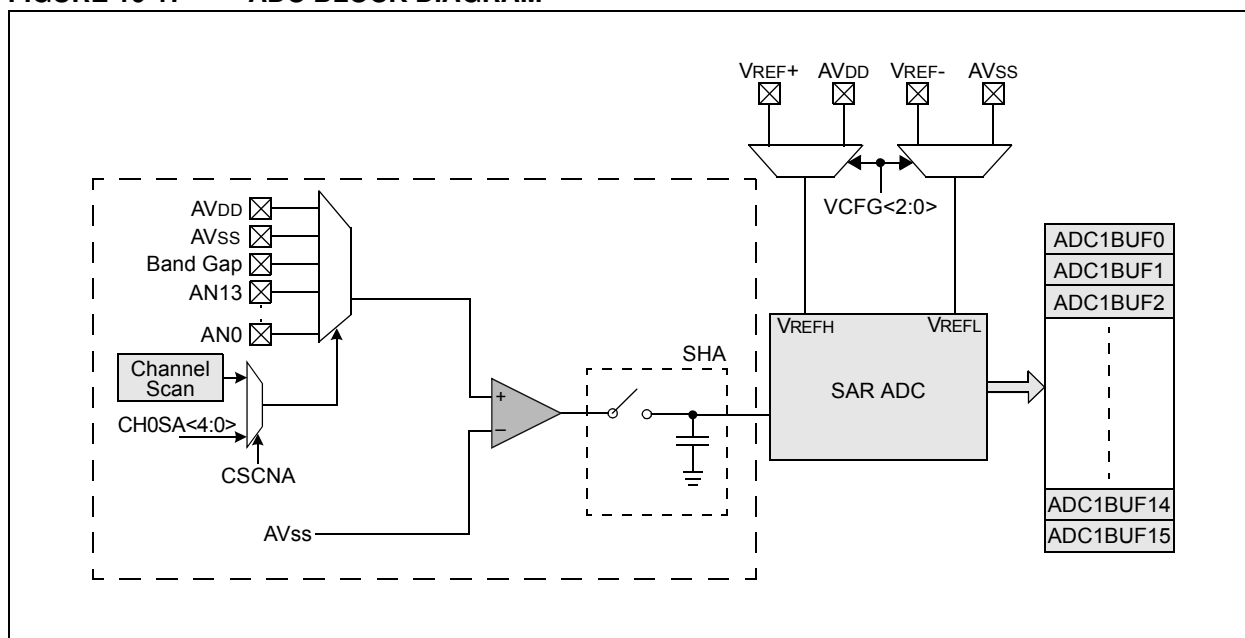 VREF+ AVDD VREF- AVSS
VCFG<2:0>
AVDD
AVSS
Band Gap
AN13
AN0
Channel
Scan
CH0SA<4:0>
CSCNA
+
–
AVss
SHA
VREFH VREFL
SAR ADC
ADC1BUF0
ADC1BUF1
ADC1BUF2
ADC1BUF14
ADC1BUF15